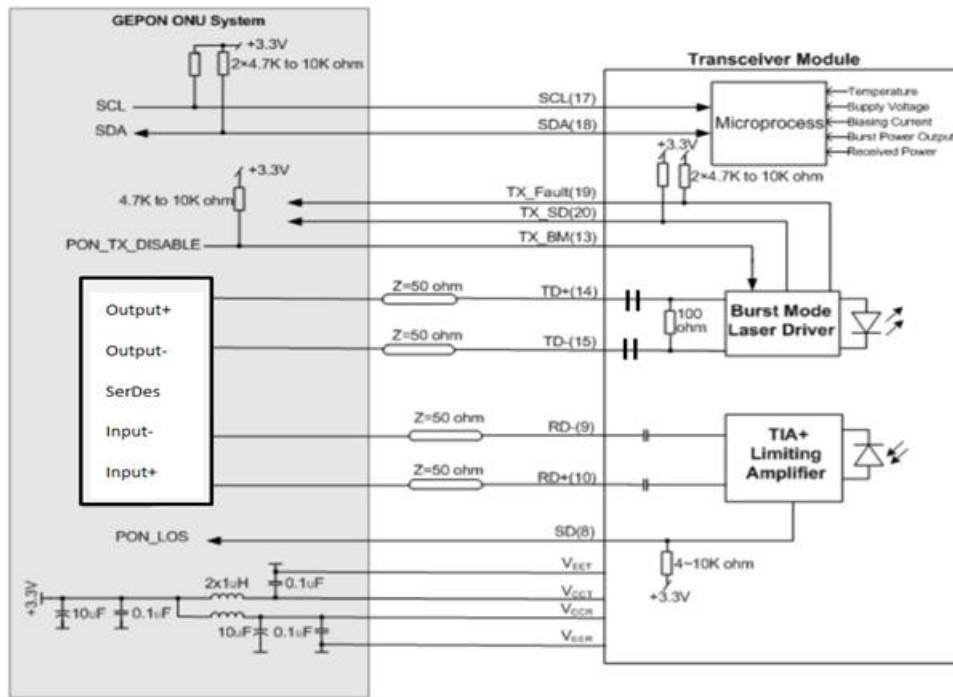 GEPON ONU System
+3.3V
2×4.7K to 10K ohm
Transceiver Module
SCL
SCL(17)
SDA
SDA(18)
Microprocess
Temperature
Supply Voltage
Biasing Current
Burst Power Output
Received Power
+3.3V
4.7K to 10K ohm
+3.3V
2×4.7K to 10K ohm
TX_Fault(19)
TX_SD(20)
PON_TX_DISABLE
TX_BM(13)
Output+
Output-
SerDes
Input-
Input+
Z=50 ohm
TD+(14)
Z=50 ohm
TD-(15)
100
ohm
Burst Mode
Laser Driver
Z=50 ohm
RD-(9)
Z=50 ohm
RD+(10)
TIA+
Limiting
Amplifier
PON_LOS
SD(8)
4~10K ohm
+3.3V
+3.3V
10uF
0.1uF
2x1uH
0.1uF
10uF
0.1uF
VEET
VCCT
VCCR